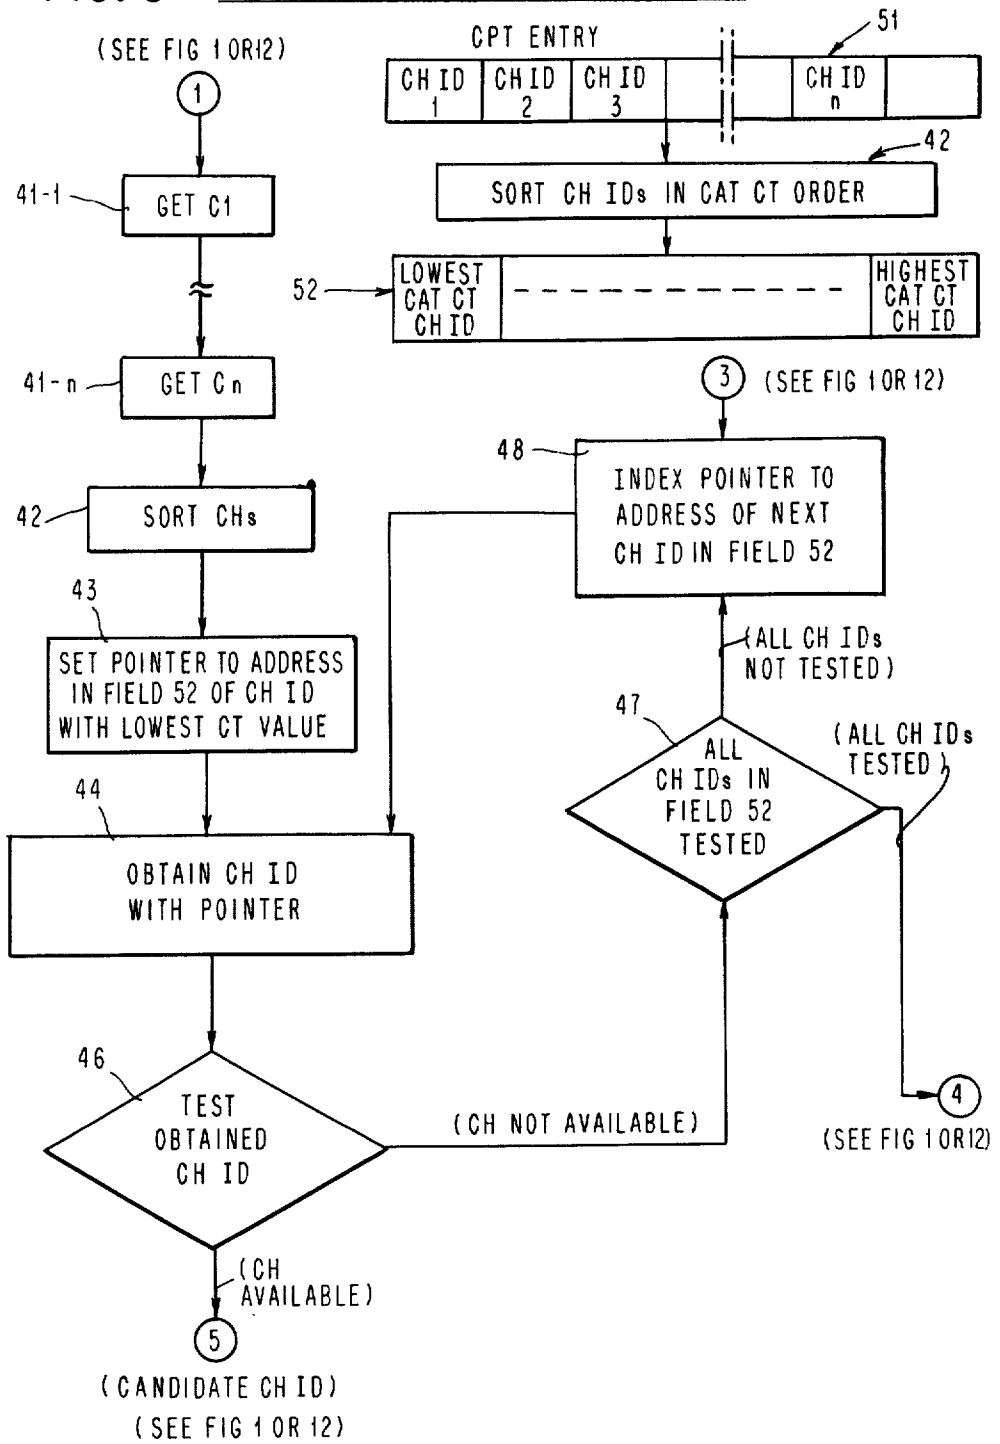 (SEE FIG 1 OR 12)
1
41-1
GET C1
41-n
GET Cn
42
SORT CHs
43
SET POINTER TO ADDRESS
IN FIELD 52 OF CH ID
WITH LOWEST CT VALUE
44
OBTAIN CH ID
WITH POINTER
46
TEST
OBTAINED
CH ID
(CH NOT AVAILABLE)
(CH
AVAILABLE)
5
(CANDIDATE CH ID)
(SEE FIG 1 OR 12)
CPT ENTRY
51
CH ID
1
CH ID
2
CH ID
3
CH ID
n
42
SORT CH IDs IN CAT CT ORDER
52
LOWEST
CAT CT
CH ID
HIGHEST
CAT CT
CH ID
3
(SEE FIG 1 OR 12)
48
INDEX POINTER TO
ADDRESS OF NEXT
CH ID IN FIELD 52
(ALL CH IDs
NOT TESTED)
47
ALL
CH IDs IN
FIELD 52
TESTED
(ALL CH IDs
TESTED)
4
(SEE FIG 1 OR 12)